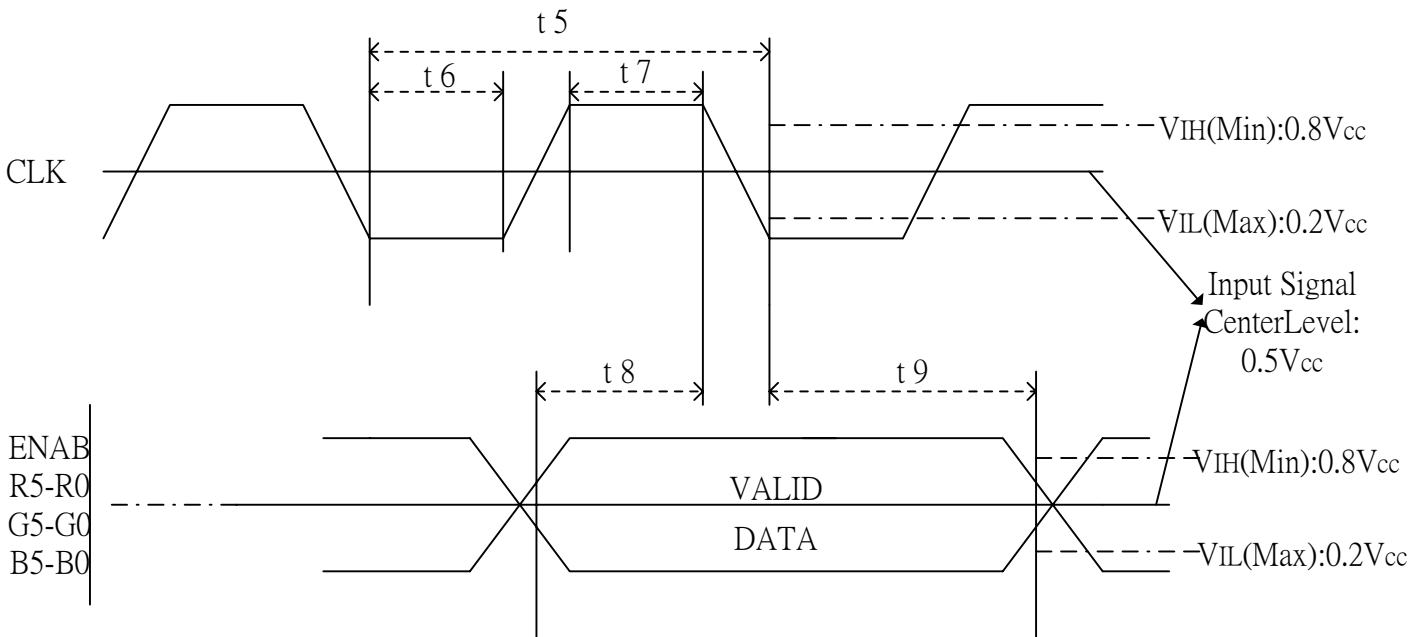 t 5
t 6
t 7
VIH(Min):0.8Vcc
CLK
VIL(Max):0.2Vcc
Input Signal
CenterLevel:
0.5Vcc
t 8
t 9
ENAB
R5-R0
G5-G0
B5-B0
VALID
DATA
VIH(Min):0.8Vcc
VIL(Max):0.2Vcc